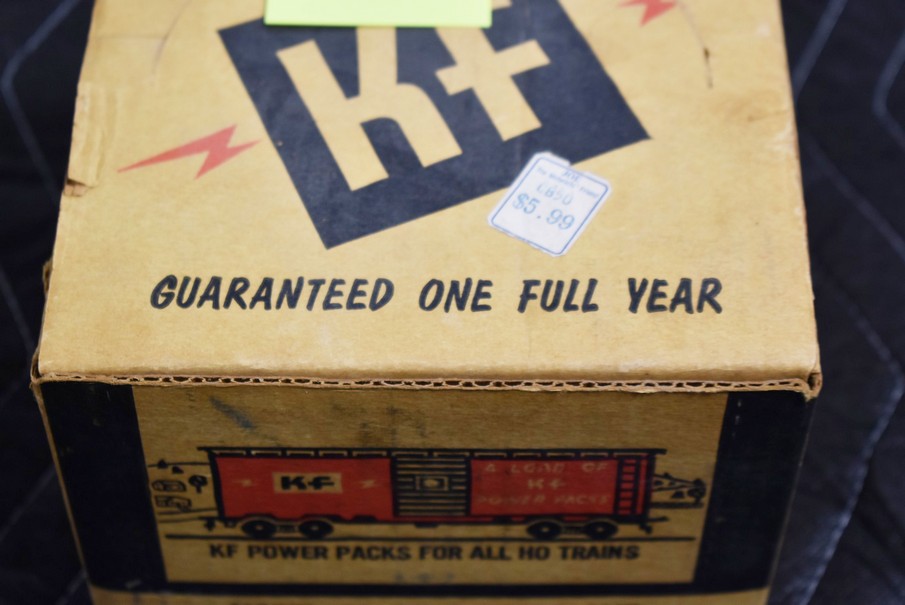 KF
$5.99
GUARANTEED ONE FULL YEAR
KF
A LOAD OF
KF
POWER PACKS
KF POWER PACKS FOR ALL HO TRAINS